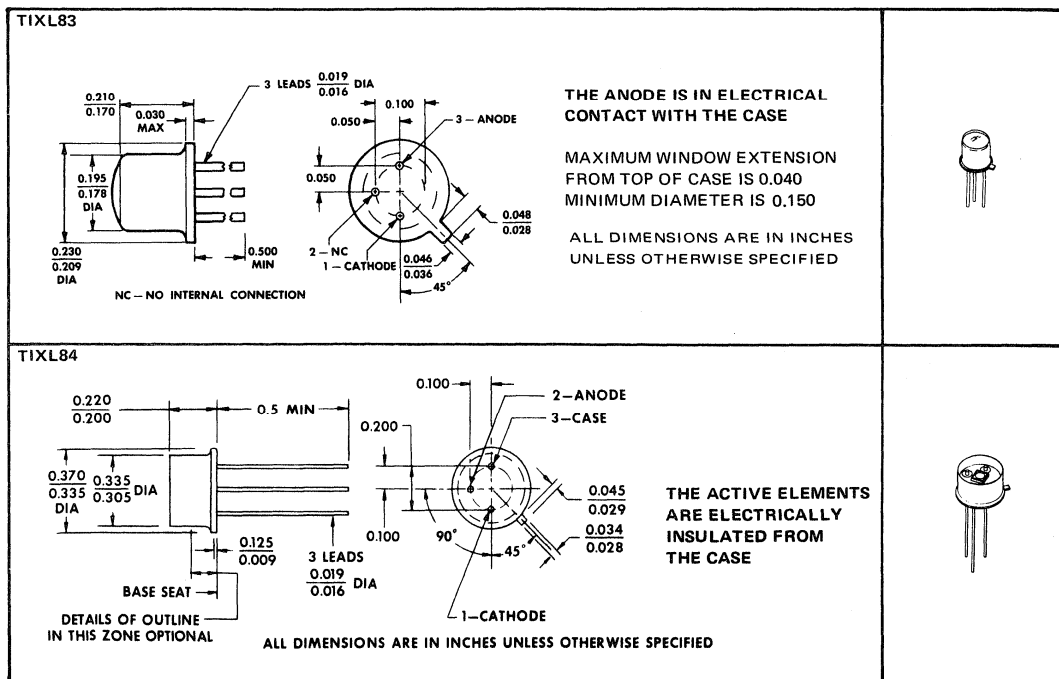 TIXL83
3 LEADS 0.019/0.016 DIA
0.210/0.170
0.030 MAX
0.100
0.050
3 – ANODE
THE ANODE IS IN ELECTRICAL
CONTACT WITH THE CASE
0.195/0.178 DIA
0.050
MAXIMUM WINDOW EXTENSION
FROM TOP OF CASE IS 0.040
MINIMUM DIAMETER IS 0.150
0.048/0.028
0.230/0.209 DIA
0.500 MIN
2 – NC
1 – CATHODE
0.046/0.036
45°
ALL DIMENSIONS ARE IN INCHES
UNLESS OTHERWISE SPECIFIED
NC – NO INTERNAL CONNECTION
TIXL84
0.220/0.200
0.5 MIN
0.100
2–ANODE
3–CASE
0.200
0.370/0.335 DIA
0.335/0.305 DIA
0.100
90°
45°
0.045/0.029
0.034/0.028
THE ACTIVE ELEMENTS
ARE ELECTRICALLY
INSULATED FROM
THE CASE
0.125/0.009
3 LEADS
0.019/0.016 DIA
BASE SEAT
1–CATHODE
DETAILS OF OUTLINE
IN THIS ZONE OPTIONAL
ALL DIMENSIONS ARE IN INCHES UNLESS OTHERWISE SPECIFIED